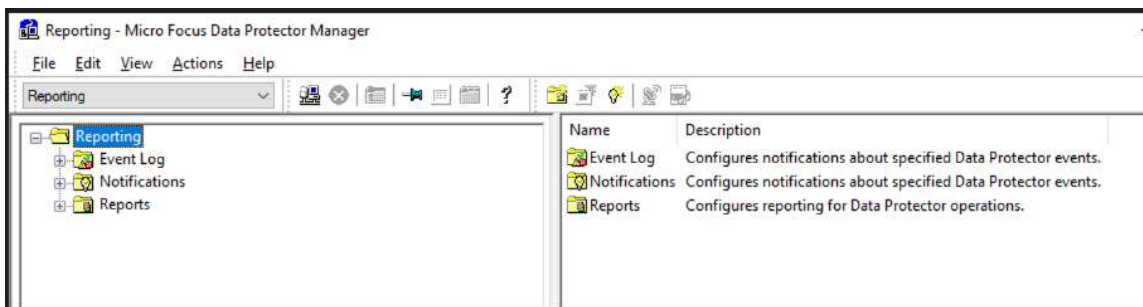 Reporting - Micro Focus Data Protector Manager
File Edit View Actions Help
Reporting
Reporting
Event Log
Notifications
Reports
Name Description
Event Log Configures notifications about specified Data Protector events.
Notifications Configures notifications about specified Data Protector events.
Reports Configures reporting for Data Protector operations.